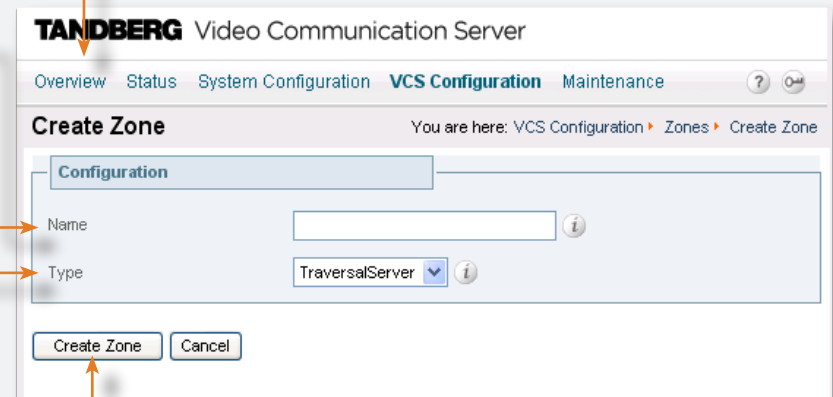 TANDBERG Video Communication Server
Overview Status System Configuration VCS Configuration Maintenance ?
Create Zone You are here: VCS Configuration Zones Create Zone
Configuration
Name i
Type TraversalServer i
Create Zone Cancel